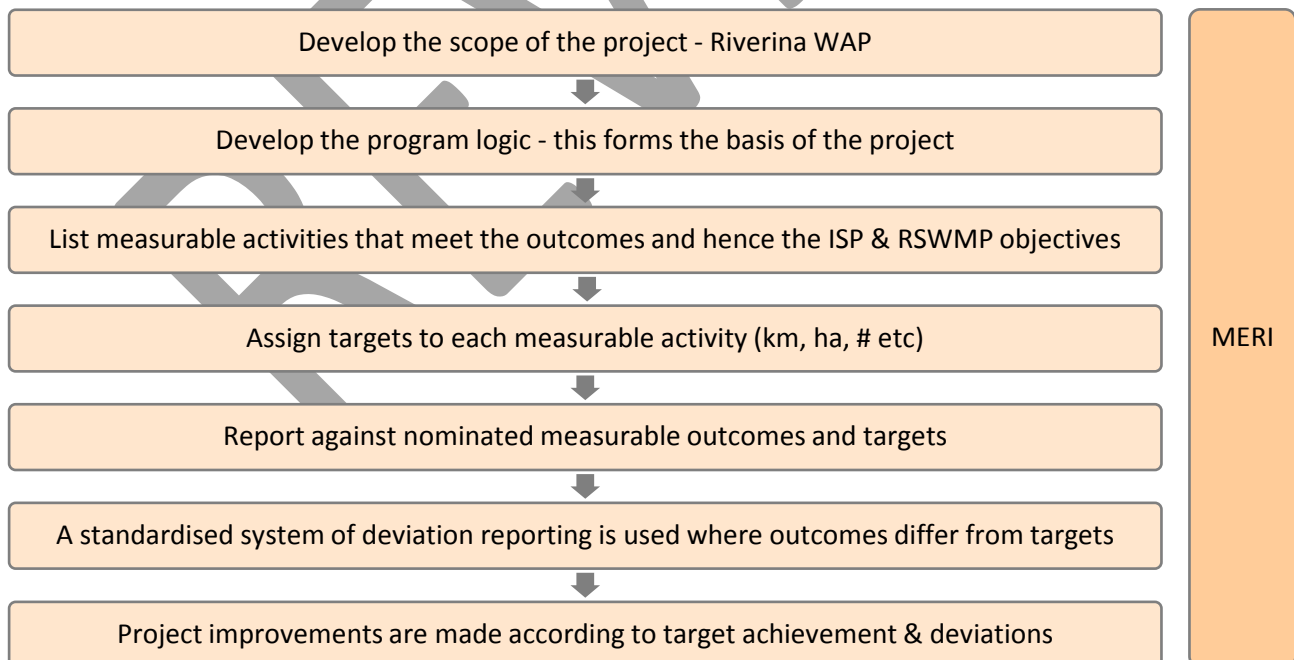 Develop the scope of the project - Riverina WAP
Develop the program logic - this forms the basis of the project
List measurable activities that meet the outcomes and hence the ISP & RSWMP objectives
Assign targets to each measurable activity (km, ha, # etc)
Report against nominated measurable outcomes and targets
A standardised system of deviation reporting is used where outcomes differ from targets
Project improvements are made according to target achievement & deviations
MERI